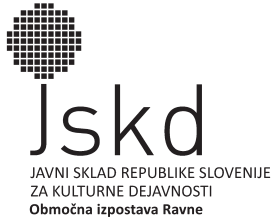 Jskd
JAVNI SKLAD REPUBLIKE SLOVENIJE
ZA KULTURNE DEJAVNOSTI
Območna izpostava Ravne